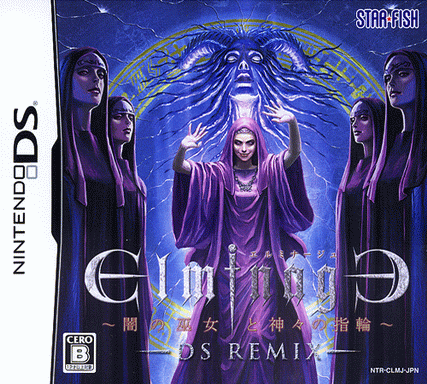 STAR★FISH
NINTENDO DS
エルミナージュ
Elminage
～闇の巫女 と神々の指輪～
DS REMIX
CERO
B
NTR-CLMJ-JPN